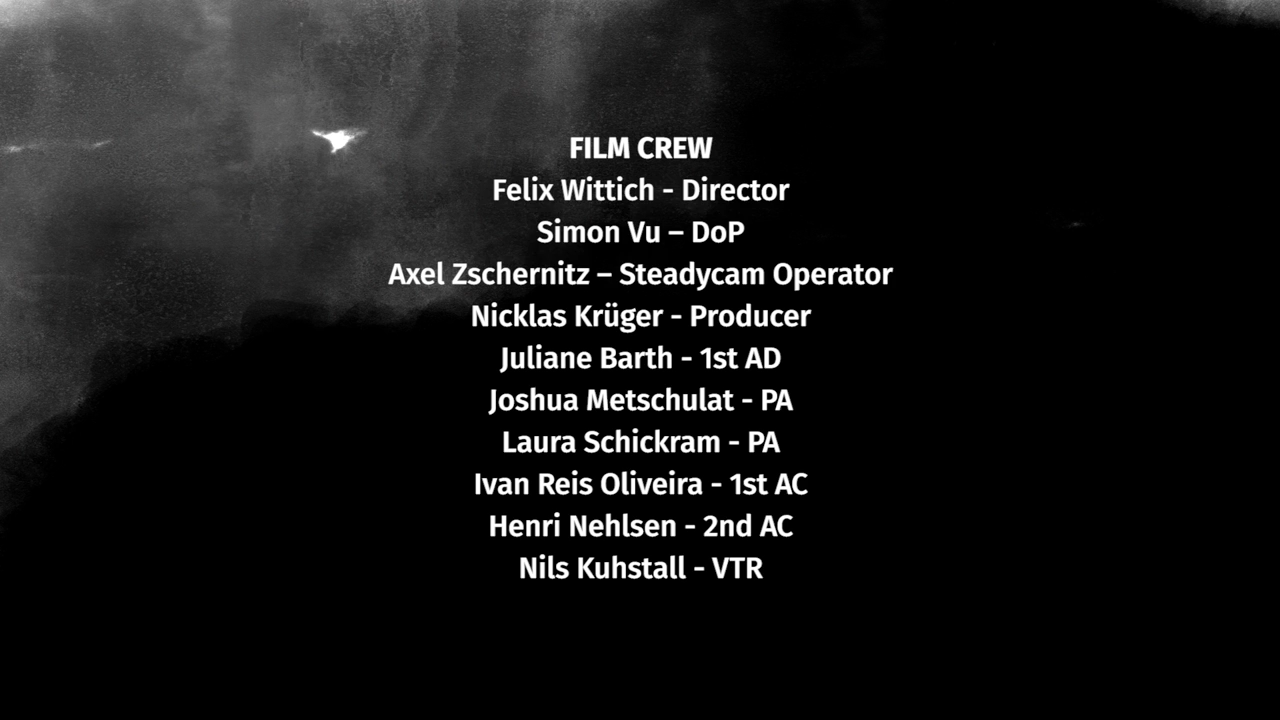 FILM CREW
Felix Wittich - Director
Simon Vu – DoP
Axel Zschernitz – Steadycam Operator
Nicklas Krüger - Producer
Juliane Barth - 1st AD
Joshua Metschulat - PA
Laura Schickram - PA
Ivan Reis Oliveira - 1st AC
Henri Nehlsen - 2nd AC
Nils Kuhstall - VTR